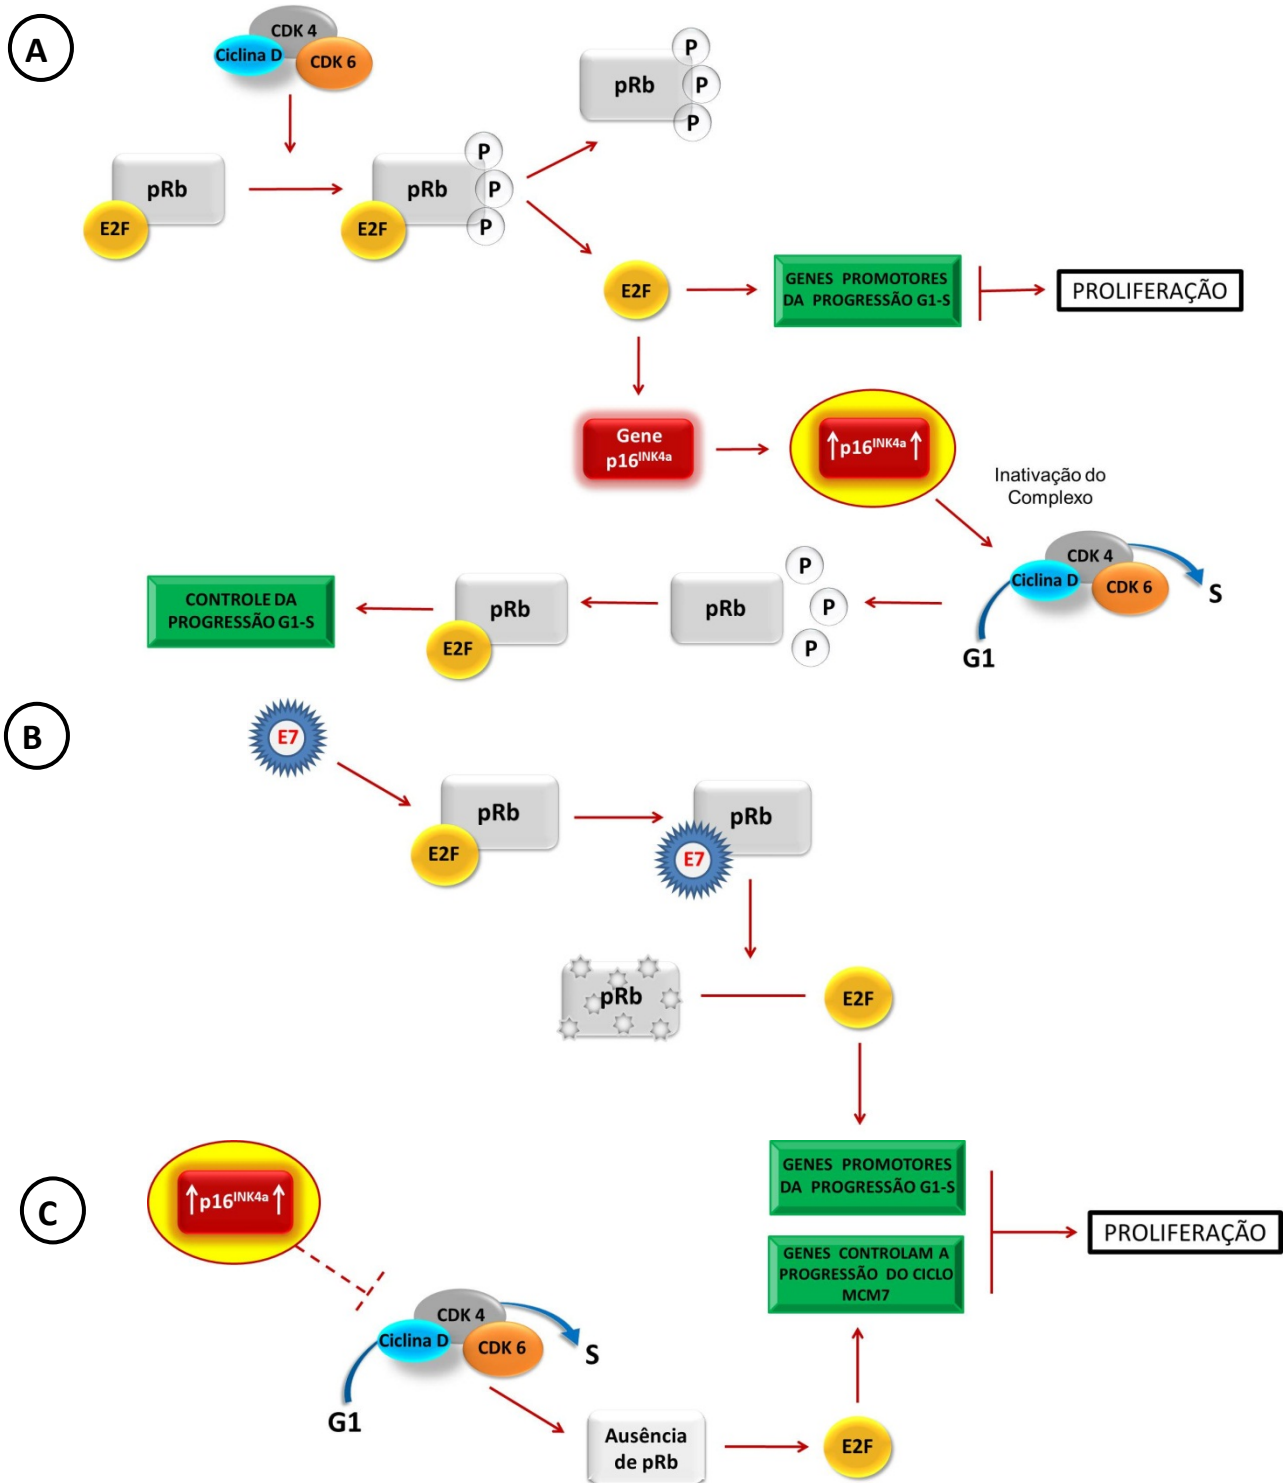 A
CDK 4
Ciclina D
CDK 6
pRb
E2F
pRb
E2F
P
P
P
pRb
P
P
P
E2F
GENES PROMOTORES
DA PROGRESSÃO G1-S
PROLIFERAÇÃO
Gene
p16INK4a
↑p16INK4a↑
Inativação do
Complexo
CDK 4
Ciclina D
CDK 6
G1
S
pRb
P
P
P
pRb
E2F
CONTROLE DA
PROGRESSÃO G1-S
B
E7
pRb
E2F
pRb
E7
pRb
E2F
GENES PROMOTORES
DA PROGRESSÃO G1-S
GENES CONTROLAM A
PROGRESSÃO DO CICLO
MCM7
PROLIFERAÇÃO
C
↑p16INK4a↑
CDK 4
Ciclina D
CDK 6
G1
S
Ausência
de pRb
E2F